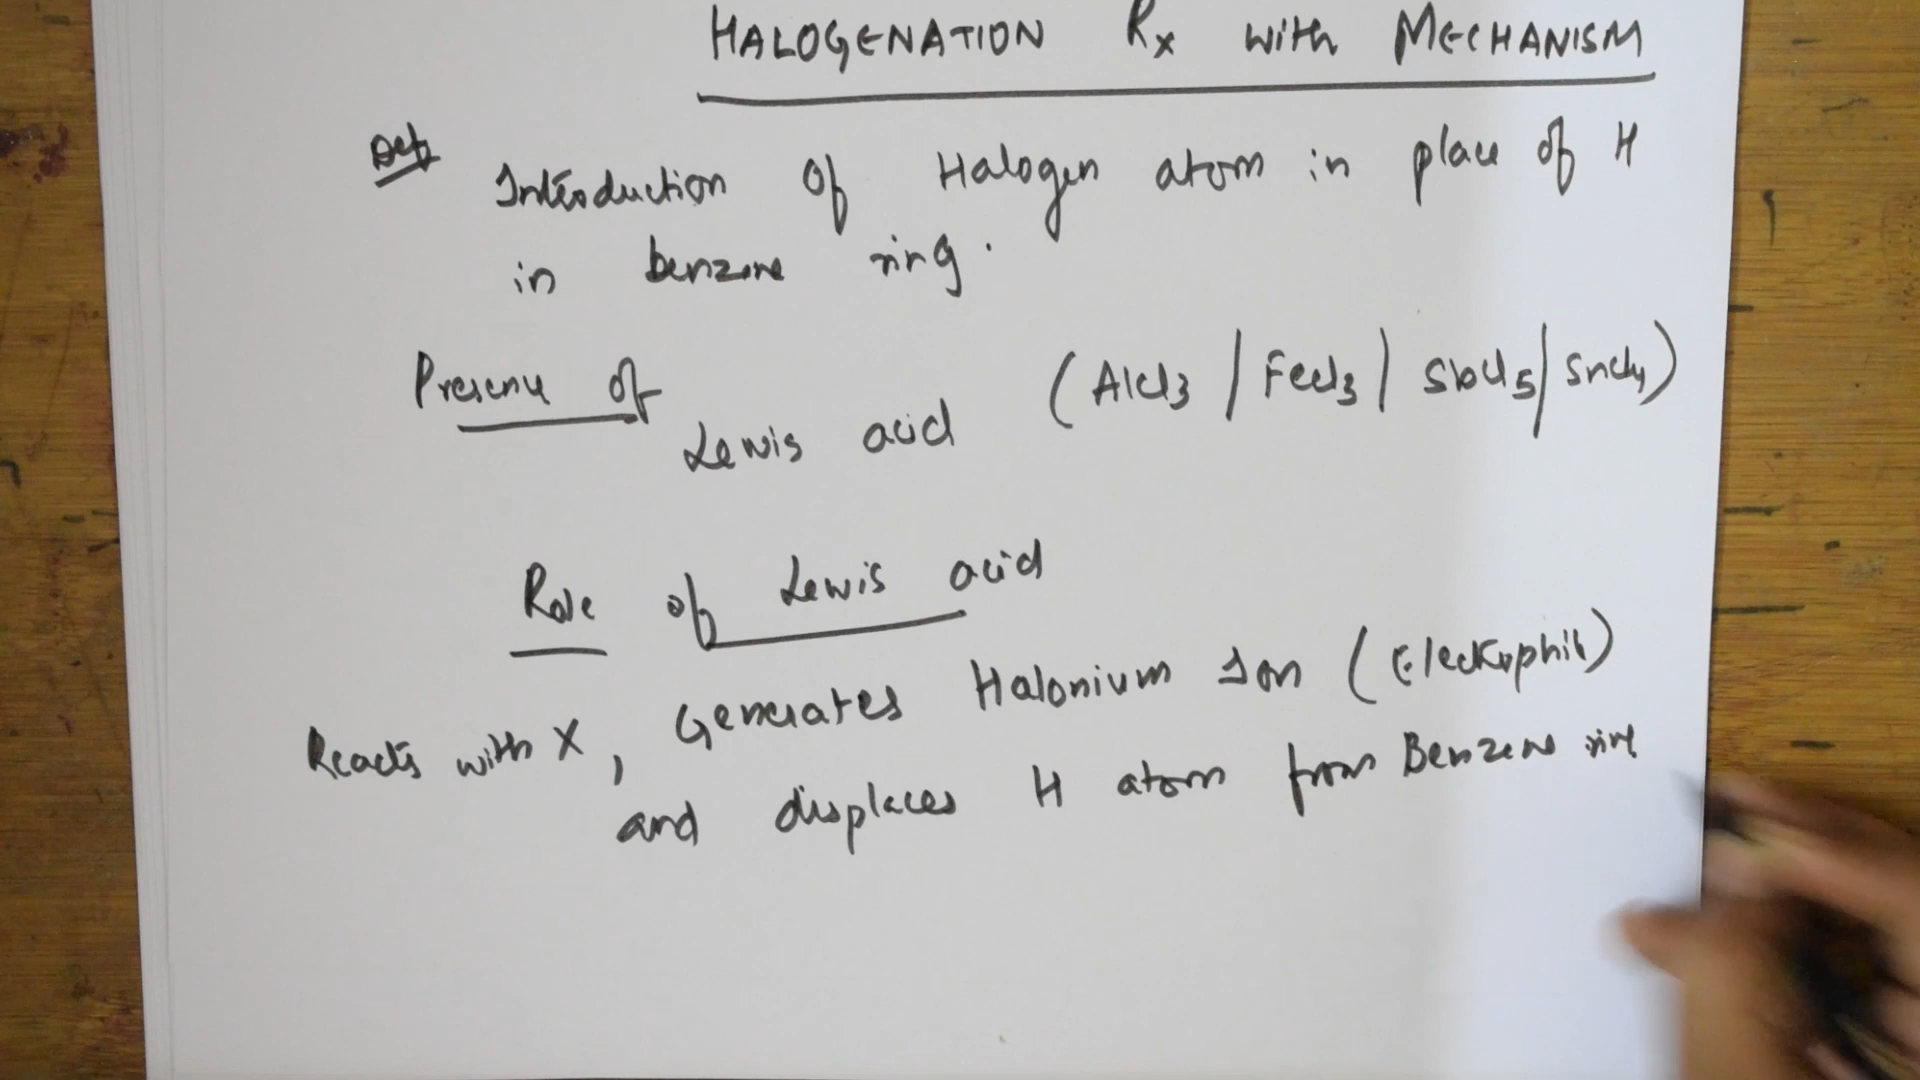 HALOGENATION Rx with MECHANISM
Def Introduction of Halogen atom in place of H
in benzene ring.
Presence of Lewis acid (AlCl3 / FeCl3 / SbCl5 / SnCl4)
Role of Lewis acid
Reacts with X, Generates Halonium Ion (Electrophile)
and displaces H atom from Benzene ring